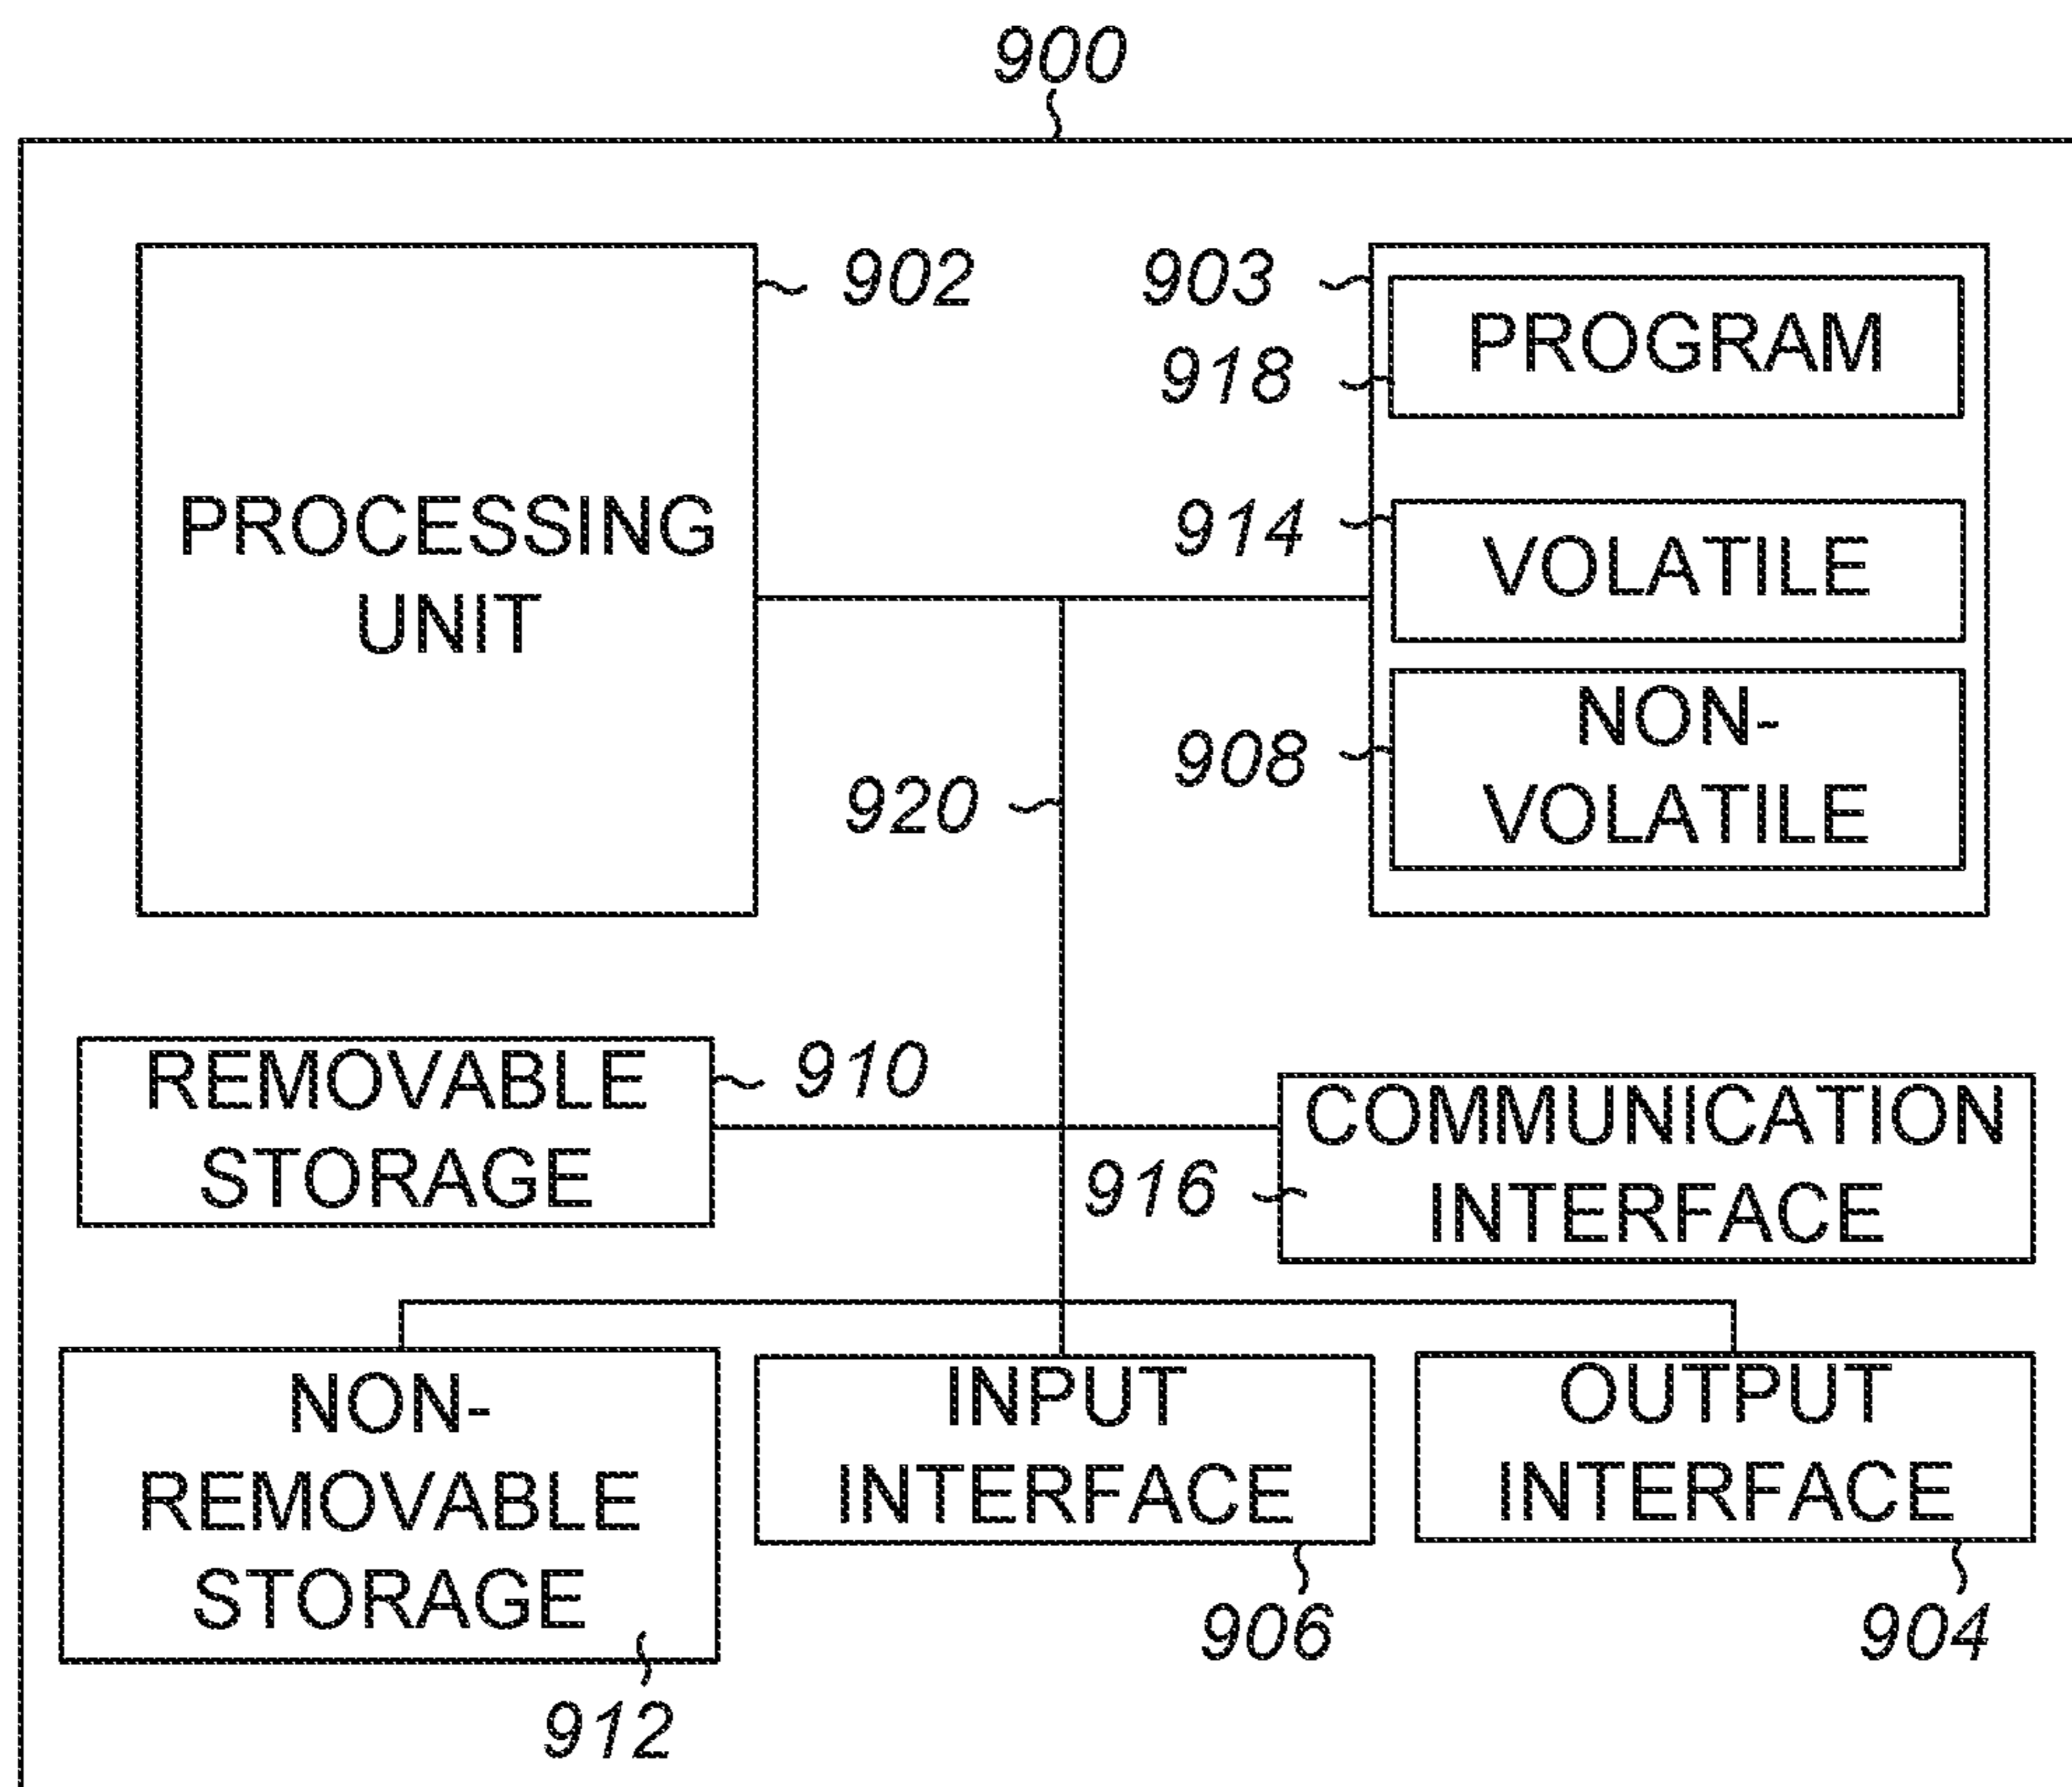 900
902
903
PROGRAM
918
PROCESSING
UNIT
914
VOLATILE
908
NON-
VOLATILE
920
REMOVABLE
STORAGE
910
COMMUNICATION
INTERFACE
916
NON-
REMOVABLE
STORAGE
912
INPUT
INTERFACE
906
OUTPUT
INTERFACE
904